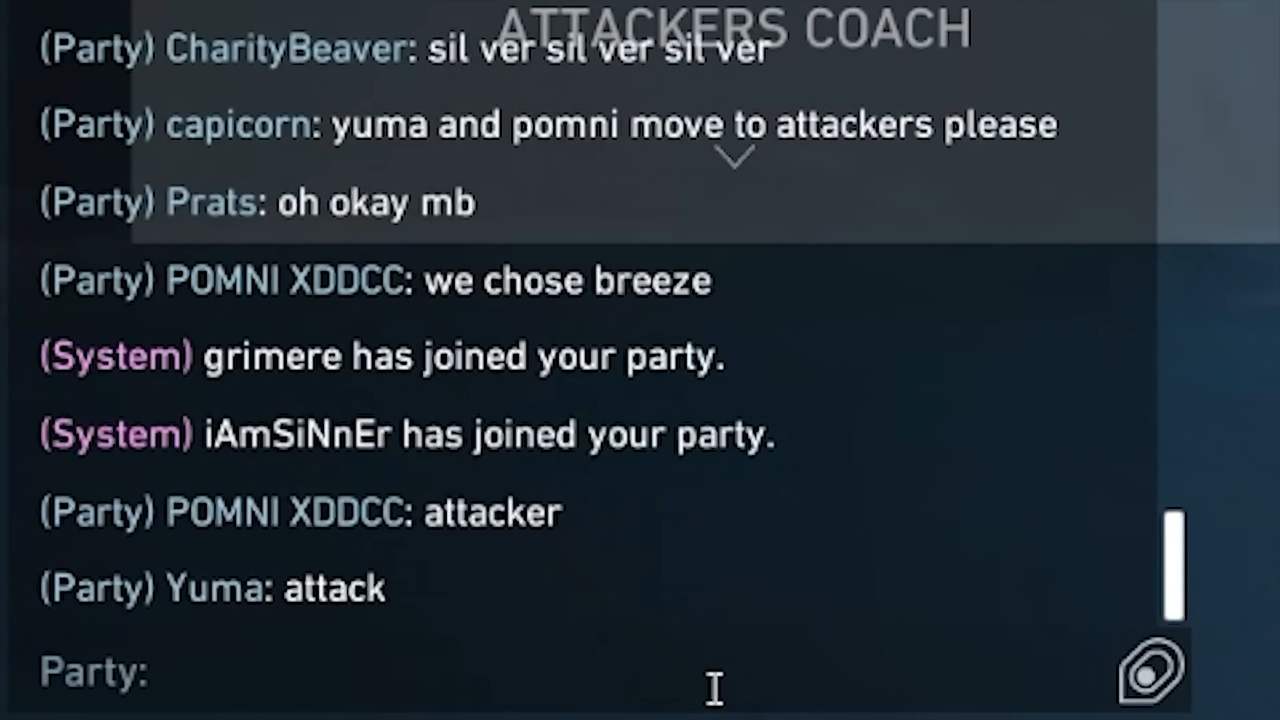 ATTACKERS COACH
(Party) CharityBeaver: sil ver sil ver sil ver
(Party) capicorn: yuma and pomni move to attackers please
(Party) Prats: oh okay mb
(Party) POMNI XDDCC: we chose breeze
(System) grimere has joined your party.
(System) iAmSiNnEr has joined your party.
(Party) POMNI XDDCC: attacker
(Party) Yuma: attack
Party: